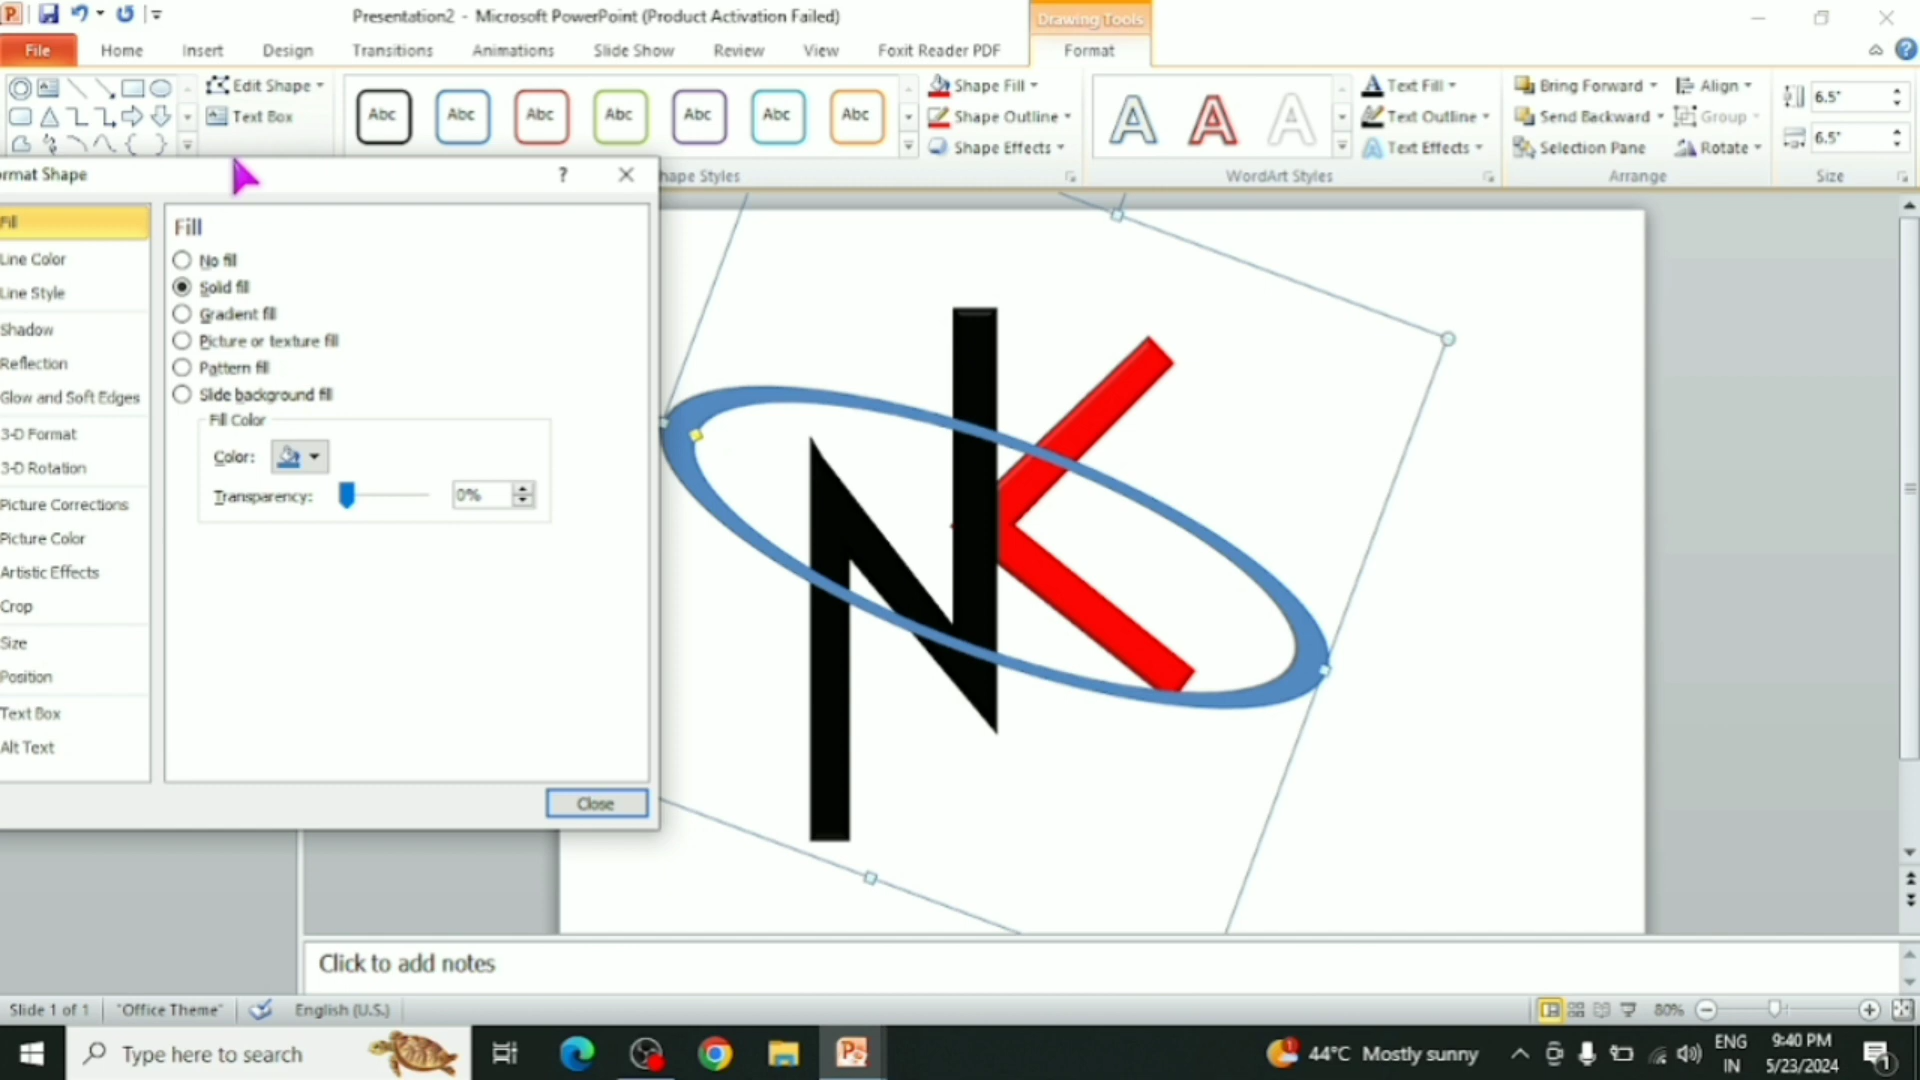 Presentation2 - Microsoft PowerPoint (Product Activation Failed)
Drawing Tools
File Home Insert Design Transitions Animations Slide Show Review View Foxit Reader PDF Format
Edit Shape
Text Box
Abc Abc Abc Abc Abc Abc Abc
Shape Fill
Shape Outline
Shape Effects
Text Fill
Text Outline
Text Effects
Bring Forward
Send Backward
Selection Pane
Align
Group
Rotate
6.5"
6.5"
hape Styles
WordArt Styles
Arrange
Size
ormat Shape
?
Fill
Line Color
Line Style
Shadow
Reflection
Glow and Soft Edges
3-D Format
3-D Rotation
Picture Corrections
Picture Color
Artistic Effects
Crop
Size
Position
Text Box
Alt Text
Fill
No fill
Solid fill
Gradient fill
Picture or texture fill
Pattern fill
Slide background fill
Fill Color
Color:
Transparency: 0%
Close
NK
Click to add notes
Slide 1 of 1 "Office Theme" English (U.S.) 80%
Type here to search
44°C Mostly sunny
ENG
IN
9:40 PM
5/23/2024
1